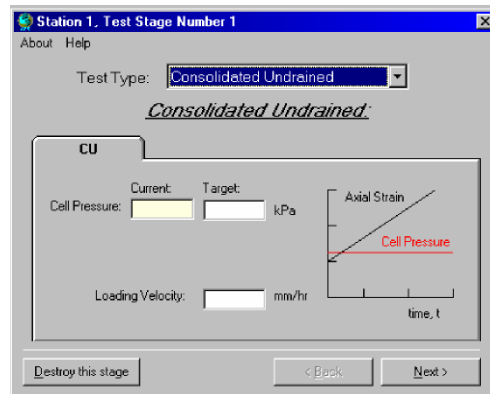 Station 1, Test Stage Number 1
About Help
Test Type: Consolidated Undrained
Consolidated Undrained:
CU
Current: Target:
Cell Pressure: kPa
Axial Strain
Cell Pressure
Loading Velocity: mm/hr
time, t
Destroy this stage < Back Next >